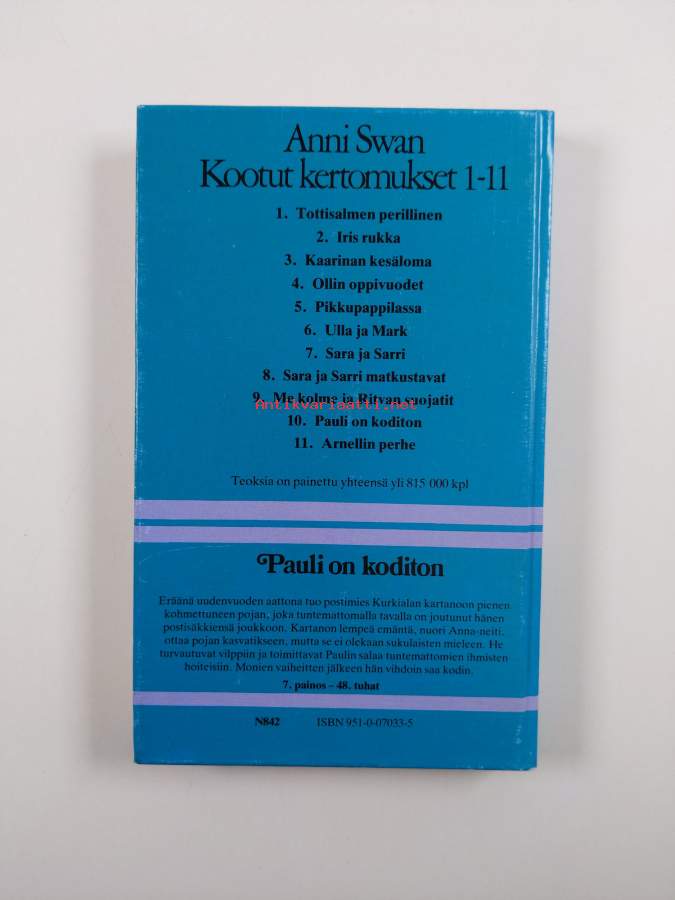 Anni Swan
Kootut kertomukset 1-11
1. Tottisalmen perillinen
2. Iris rukka
3. Kaarinan kesäloma
4. Ollin oppivuodet
5. Pikkupappilassa
6. Ulla ja Mark
7. Sara ja Sarri
8. Sara ja Sarri matkustavat
9. Me kolme ja Ritvan suojatit
Antikvariaatti.net
10. Pauli on koditon
11. Arnellin perhe
Teoksia on painettu yhteensä yli 815 000 kpl
Pauli on koditon
Eräänä uudenvuoden aattona tuo postimies Kurkialan kartanoon pienen
kohmettuneen pojan, joka tuntemattomalla tavalla on joutunut hänen
postisäkkiensä joukkoon. Kartanon lempeä emäntä, nuori Anna-neiti,
ottaa pojan kasvatikseen, mutta se ei olekaan sukulaisten mieleen. He
turvautuvat vilppiin ja toimittavat Paulin salaa tuntemattomien ihmisten
hoiteisiin. Monien vaiheitten jälkeen hän vihdoin saa kodin.
7. painos – 48. tuhat
N842 ISBN 951-0-07033-5